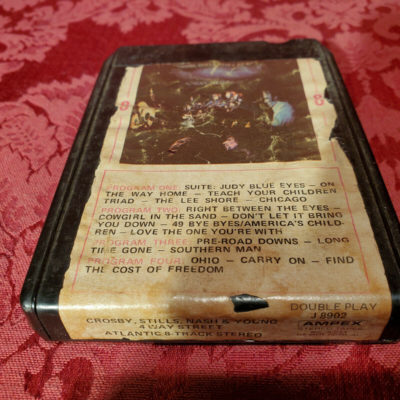 8 8
PROGRAM ONE: SUITE: JUDY BLUE EYES – ON
THE WAY HOME – TEACH YOUR CHILDREN
TRIAD – THE LEE SHORE – CHICAGO
PROGRAM TWO: RIGHT BETWEEN THE EYES –
COWGIRL IN THE SAND – DON'T LET IT BRING
YOU DOWN – 49 BYE BYES/AMERICA'S CHILD-
REN – LOVE THE ONE YOU'RE WITH
PROGRAM THREE: PRE-ROAD DOWNS – LONG
TIME GONE – SOUTHERN MAN
PROGRAM FOUR: OHIO – CARRY ON – FIND
THE COST OF FREEDOM
DOUBLE PLAY
J 8902
AMPEX
CROSBY, STILLS, NASH & YOUNG
4 WAY STREET
ATLANTIC 8-TRACK STEREO